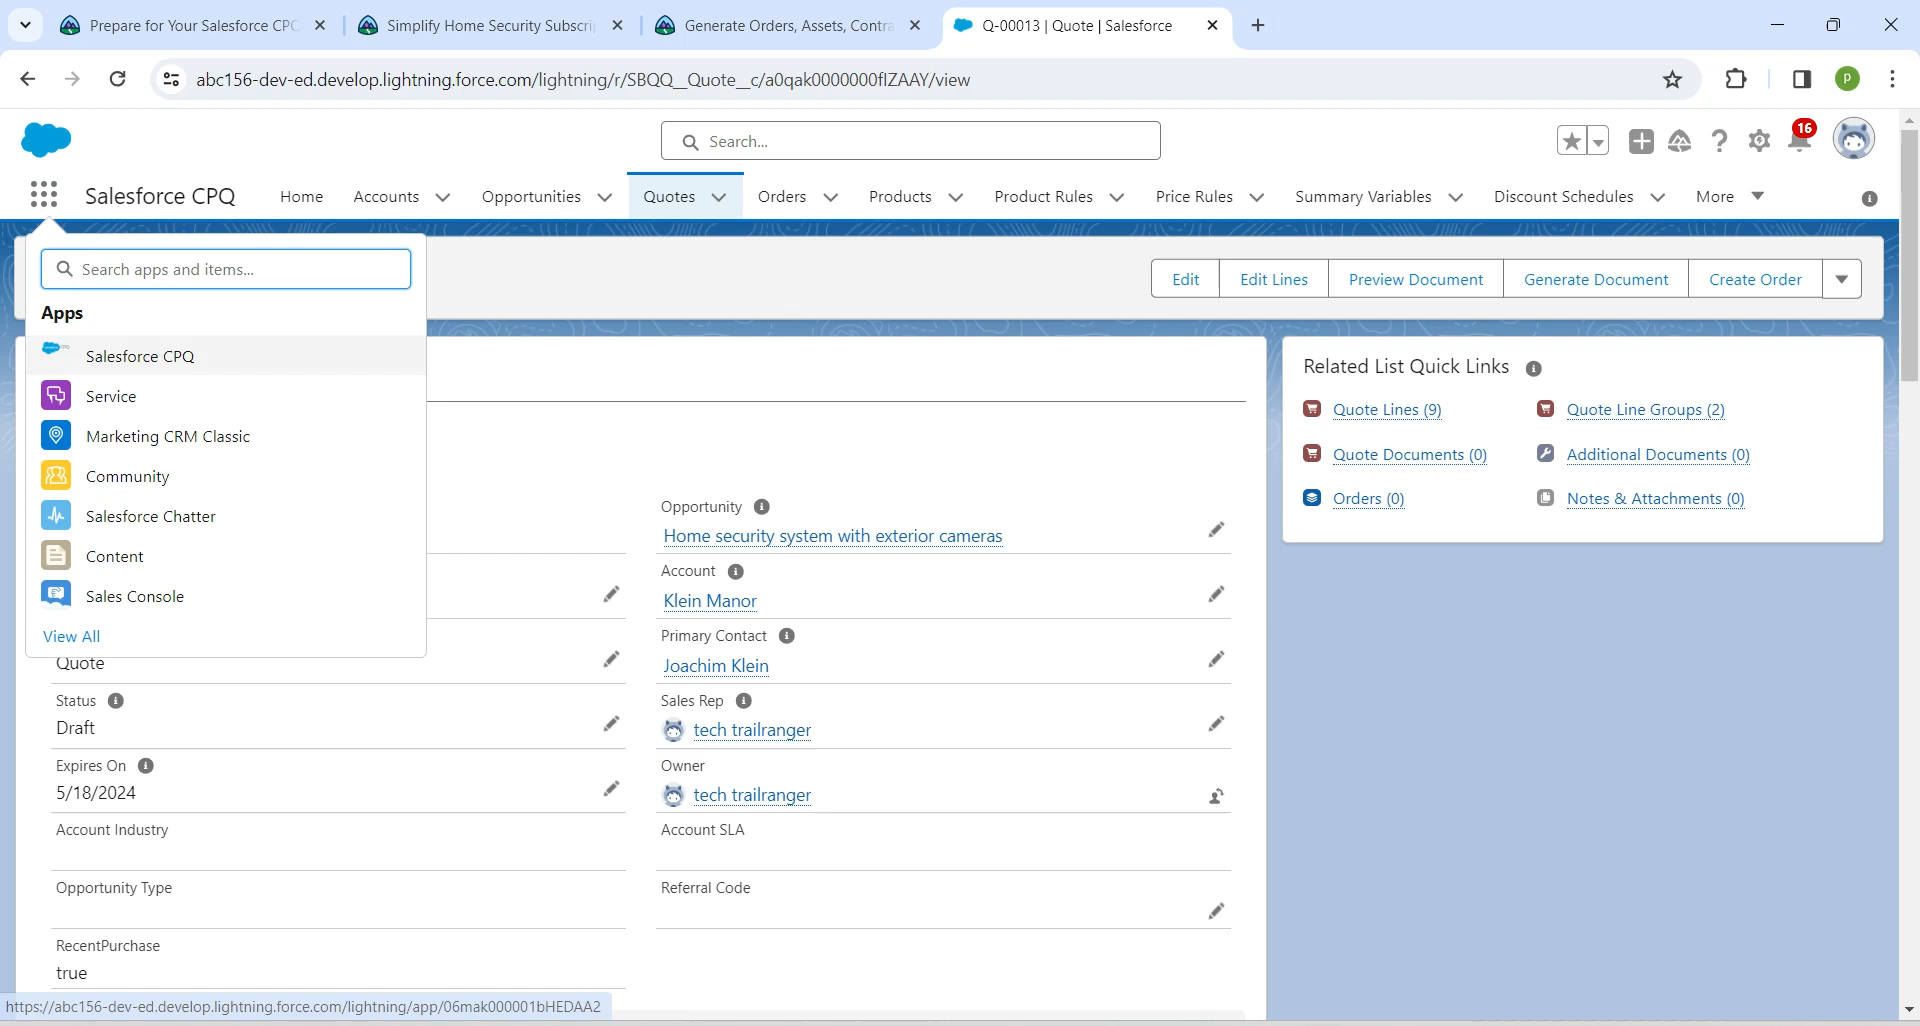 Prepare for Your Salesforce CPQ
Simplify Home Security Subscri
Generate Orders, Assets, Contra
Q-00013 | Quote | Salesforce
abc156-dev-ed.develop.lightning.force.com/lightning/r/SBQQ__Quote__c/a0qak0000000fIZAAY/view
P
Search...
16
Salesforce CPQ
Home
Accounts
Opportunities
Quotes
Orders
Products
Product Rules
Price Rules
Summary Variables
Discount Schedules
More
Search apps and items...
Apps
Salesforce CPQ
Service
Marketing CRM Classic
Community
Salesforce Chatter
Content
Sales Console
View All
Edit
Edit Lines
Preview Document
Generate Document
Create Order
Quote
Status
Draft
Expires On
5/18/2024
Account Industry
Opportunity Type
RecentPurchase
true
Opportunity
Home security system with exterior cameras
Account
Klein Manor
Primary Contact
Joachim Klein
Sales Rep
tech trailranger
Owner
tech trailranger
Account SLA
Referral Code
Related List Quick Links
Quote Lines (9)
Quote Line Groups (2)
Quote Documents (0)
Additional Documents (0)
Orders (0)
Notes & Attachments (0)
https://abc156-dev-ed.develop.lightning.force.com/lightning/app/06mak000001bHEDAA2